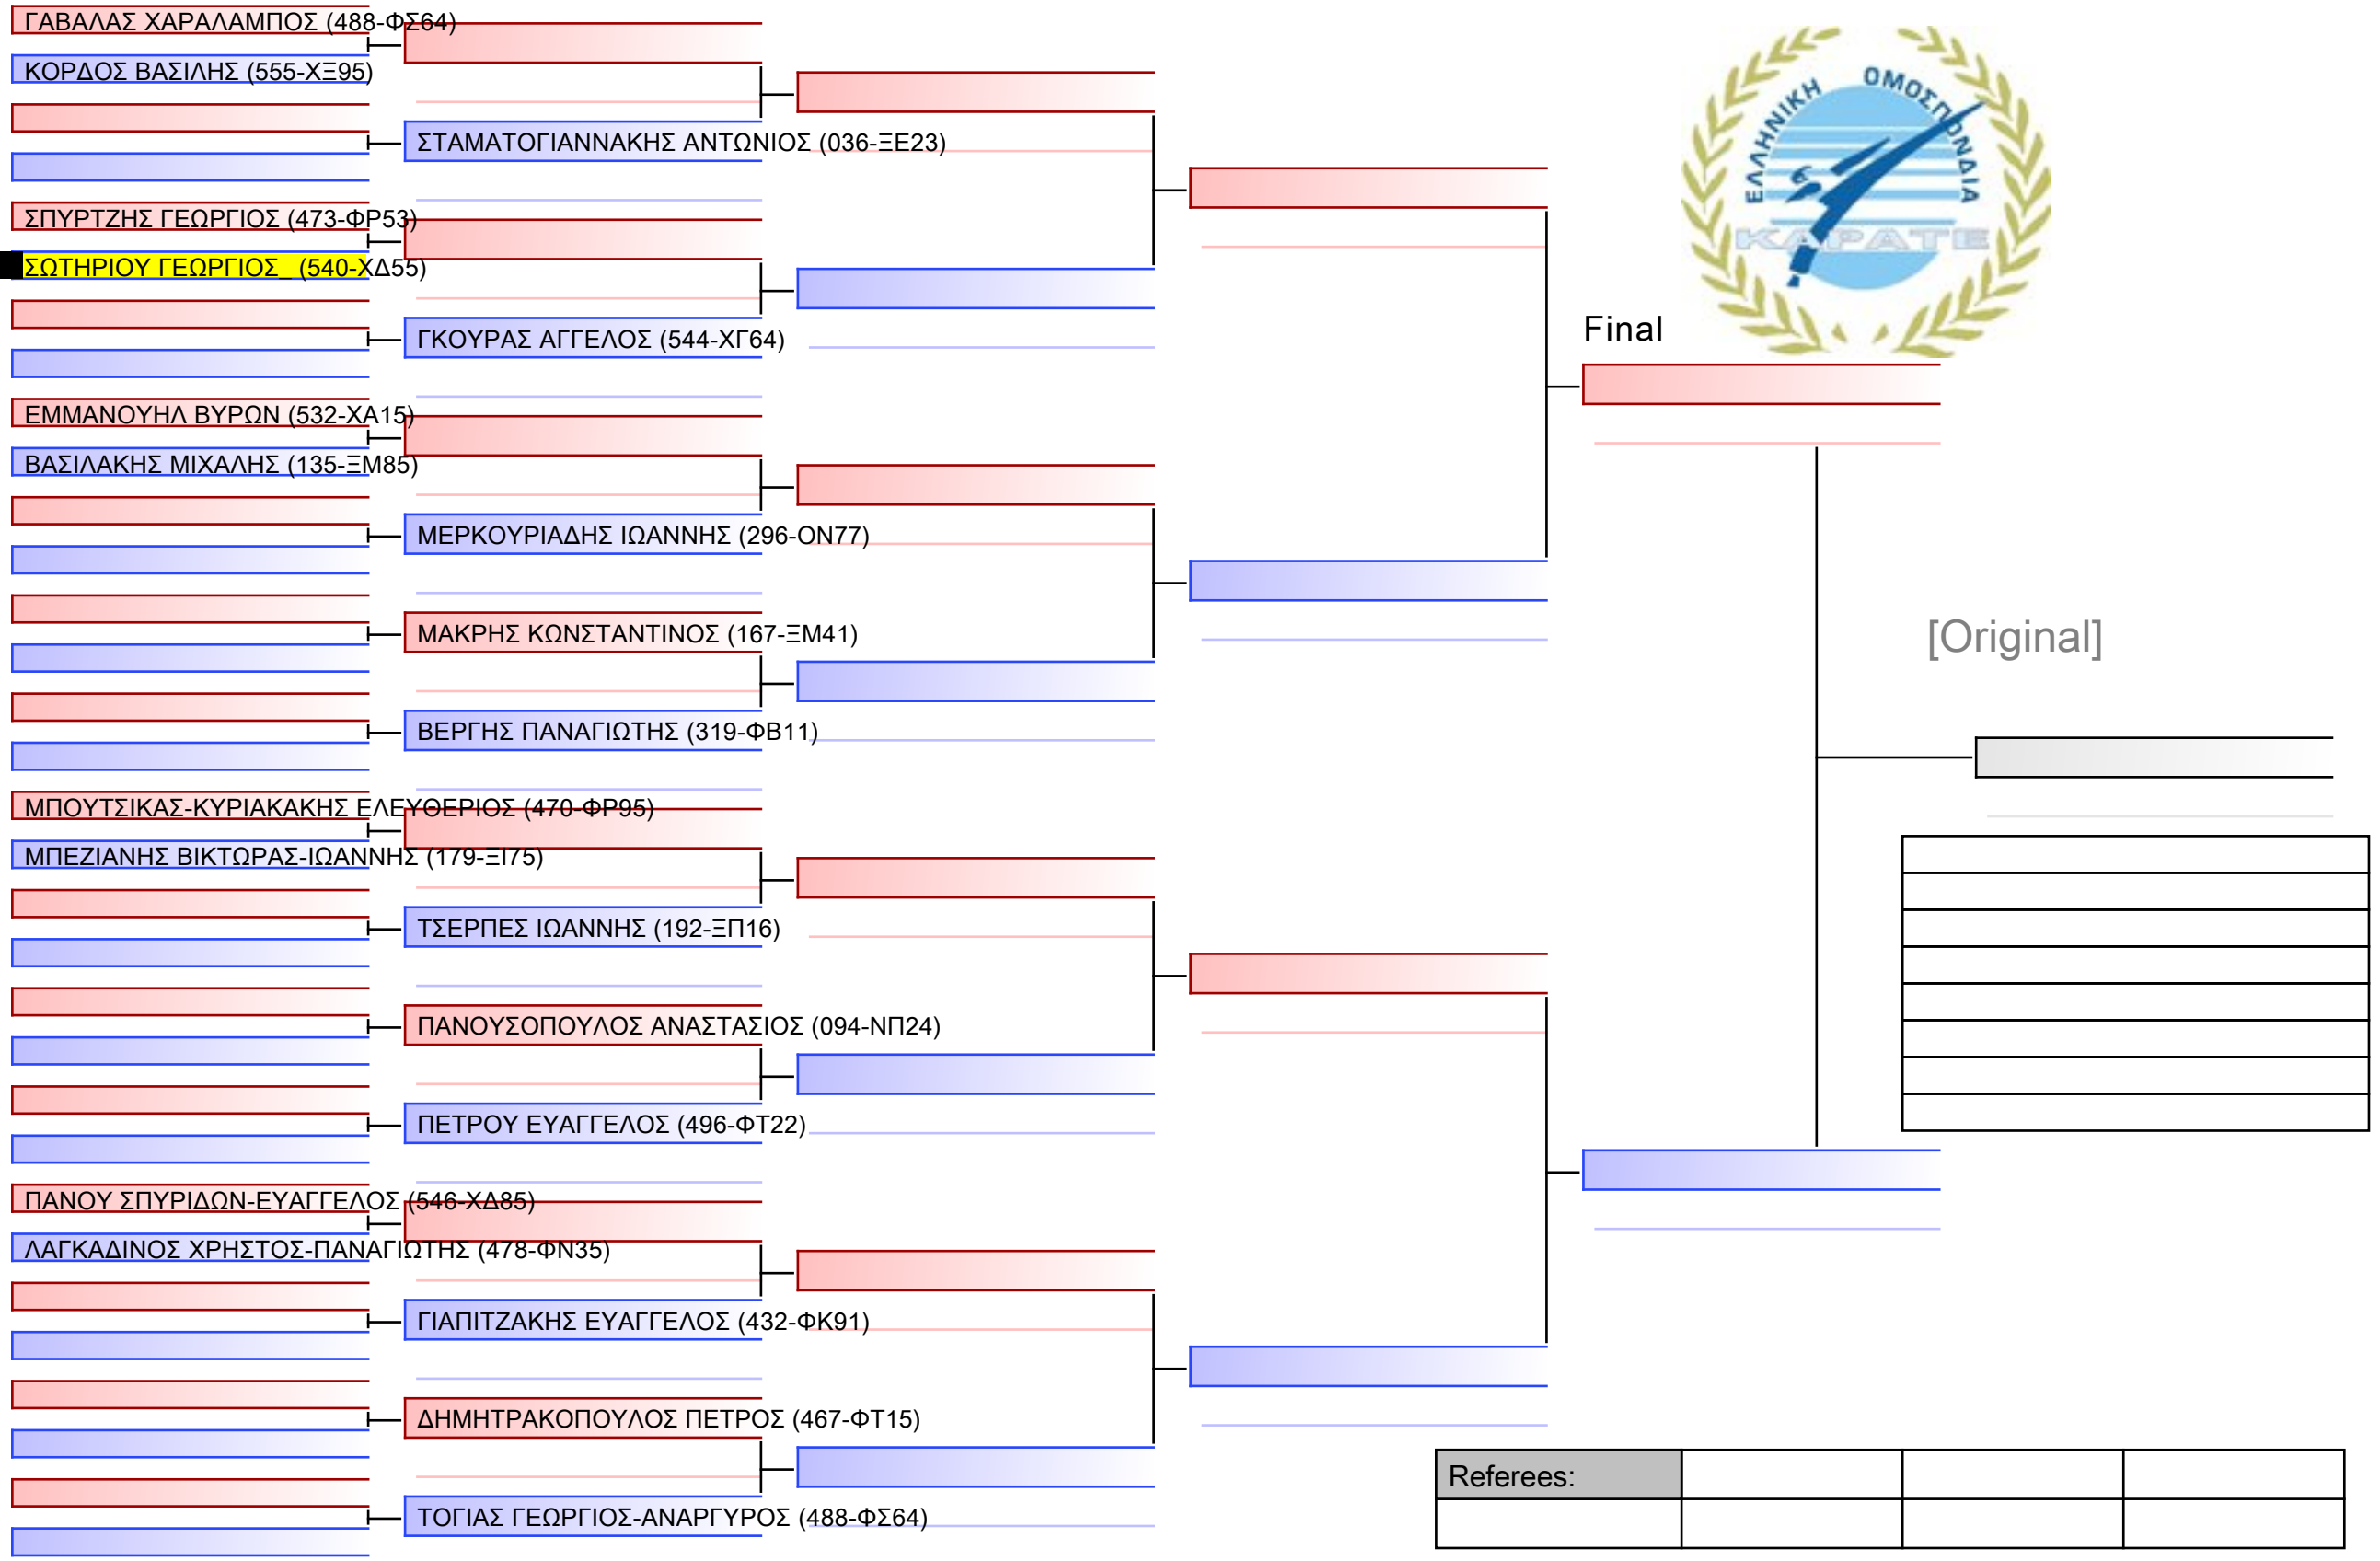 ΓΑΒΑΛΑΣ ΧΑΡΑΛΑΜΠΟΣ (488-ΦΣ64)
ΚΟΡΔΟΣ ΒΑΣΙΛΗΣ (555-ΧΞ95)
ΣΤΑΜΑΤΟΓΙΑΝΝΑΚΗΣ ΑΝΤΩΝΙΟΣ (036-ΞΕ23)
ΣΠΥΡΤΖΗΣ ΓΕΩΡΓΙΟΣ (473-ΦΡ53)
ΣΩΤΗΡΙΟΥ ΓΕΩΡΓΙΟΣ_ (540-ΧΔ55)
ΓΚΟΥΡΑΣ ΑΓΓΕΛΟΣ (544-ΧΓ64)
ΕΜΜΑΝΟΥΗΛ ΒΥΡΩΝ (532-ΧΑ15)
ΒΑΣΙΛΑΚΗΣ ΜΙΧΑΛΗΣ (135-ΞΜ85)
ΜΕΡΚΟΥΡΙΑΔΗΣ ΙΩΑΝΝΗΣ (296-ΟΝ77)
ΜΑΚΡΗΣ ΚΩΝΣΤΑΝΤΙΝΟΣ (167-ΞΜ41)
ΒΕΡΓΗΣ ΠΑΝΑΓΙΩΤΗΣ (319-ΦΒ11)
ΜΠΟΥΤΣΙΚΑΣ-ΚΥΡΙΑΚΑΚΗΣ ΕΛΕΥΘΕΡΙΟΣ (470-ΦΡ95)
ΜΠΕΖΙΑΝΗΣ ΒΙΚΤΩΡΑΣ-ΙΩΑΝΝΗΣ (179-ΞΙ75)
ΤΣΕΡΠΕΣ ΙΩΑΝΝΗΣ (192-ΞΠ16)
ΠΑΝΟΥΣΟΠΟΥΛΟΣ ΑΝΑΣΤΑΣΙΟΣ (094-ΝΠ24)
ΠΕΤΡΟΥ ΕΥΑΓΓΕΛΟΣ (496-ΦΤ22)
ΠΑΝΟΥ ΣΠΥΡΙΔΩΝ-ΕΥΑΓΓΕΛΟΣ (546-ΧΔ85)
ΛΑΓΚΑΔΙΝΟΣ ΧΡΗΣΤΟΣ-ΠΑΝΑΓΙΩΤΗΣ (478-ΦΝ35)
ΓΙΑΠΙΤΖΑΚΗΣ ΕΥΑΓΓΕΛΟΣ (432-ΦΚ91)
ΔΗΜΗΤΡΑΚΟΠΟΥΛΟΣ ΠΕΤΡΟΣ (467-ΦΤ15)
ΤΟΓΙΑΣ ΓΕΩΡΓΙΟΣ-ΑΝΑΡΓΥΡΟΣ (488-ΦΣ64)
ΕΛΛΗΝΙΚΗ ΟΜΟΣΠΟΝΔΙΑ
ΚΑΡΑΤΕ
Final
[Original]
Referees: